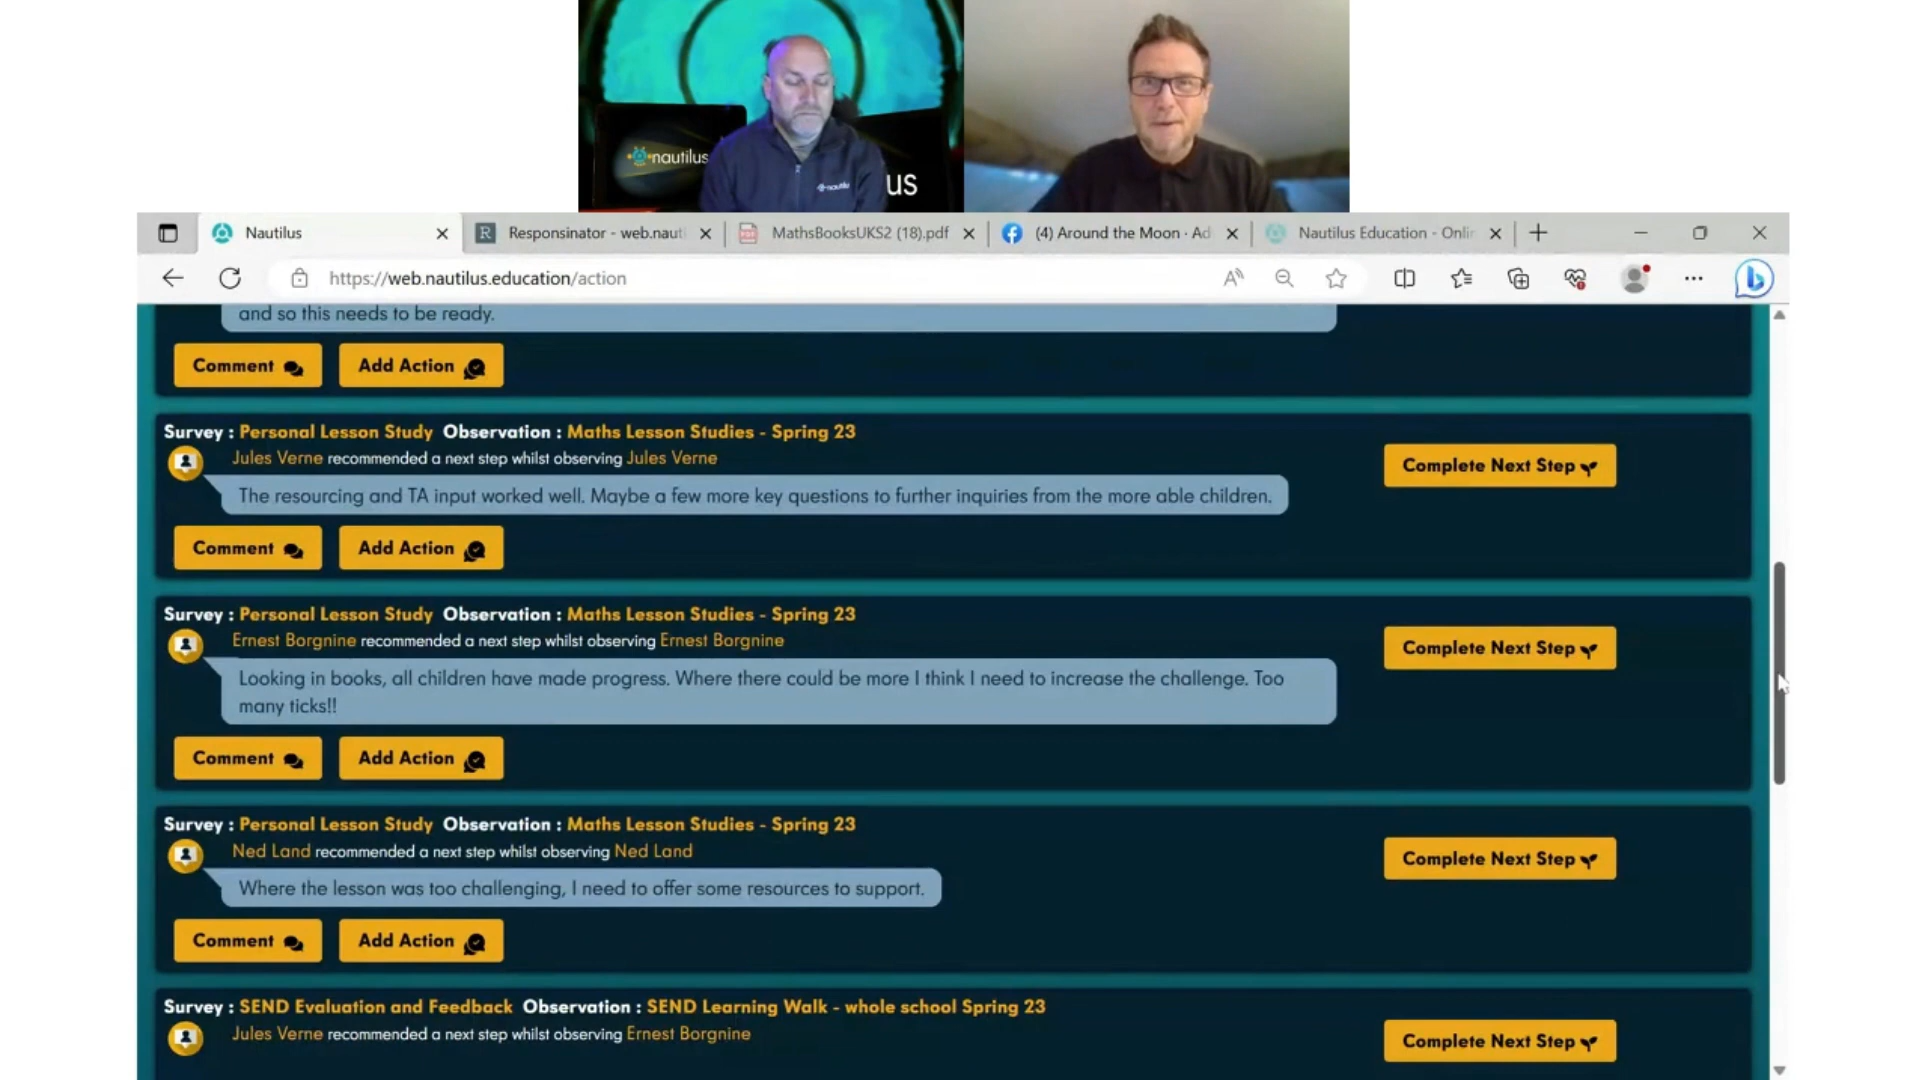 nautilus
nautilus
us
Nautilus
Responsinator - web.nauti
MathsBooksUKS2 (18).pdf
(4) Around the Moon · Ad
Nautilus Education - Onlin
https://web.nautilus.education/action
and so this needs to be ready.
Comment
Add Action
Survey : Personal Lesson Study Observation : Maths Lesson Studies - Spring 23
Jules Verne recommended a next step whilst observing Jules Verne
Complete Next Step
The resourcing and TA input worked well. Maybe a few more key questions to further inquiries from the more able children.
Comment
Add Action
Survey : Personal Lesson Study Observation : Maths Lesson Studies - Spring 23
Ernest Borgnine recommended a next step whilst observing Ernest Borgnine
Complete Next Step
Looking in books, all children have made progress. Where there could be more I think I need to increase the challenge. Too
many ticks!!
Comment
Add Action
Survey : Personal Lesson Study Observation : Maths Lesson Studies - Spring 23
Ned Land recommended a next step whilst observing Ned Land
Complete Next Step
Where the lesson was too challenging, I need to offer some resources to support.
Comment
Add Action
Survey : SEND Evaluation and Feedback Observation : SEND Learning Walk - whole school Spring 23
Jules Verne recommended a next step whilst observing Ernest Borgnine
Complete Next Step